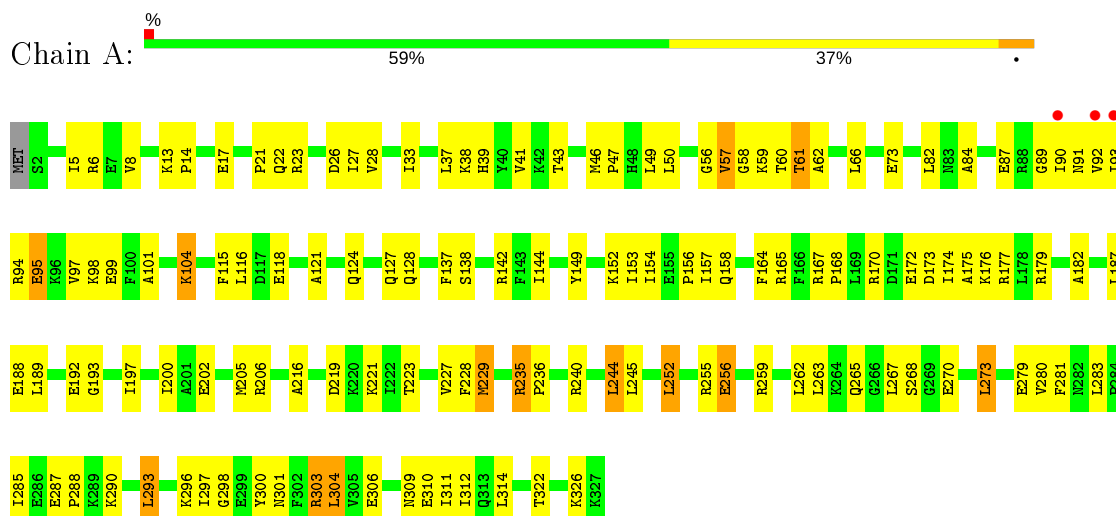 %
Chain A:
59%
37%
•
MET S2 I5 R6 E7 V8 K13 P14 E17 P21 Q22 R23 D26 I27 V28 I33 L37 K38 H39 Y40 V41 K42 T43 M46 P47 H48 L49 L50 G56 V57 G58 K59 T60 T61 A62 L66 E73 L82 N83 A84 E87 R88 G89 I90 N91 V92 I93
R94 E95 K96 V97 K98 E99 F100 A101 K104 F115 L116 D117 E118 A121 Q124 Q127 Q128 F137 S138 R142 F143 I144 Y149 K152 I153 I154 E155 P156 I157 Q158 F164 R165 F166 R167 P168 L169 R170 D171 E172 D173 I174 A175 K176 R177 L178 R179 A182 L187
E188 L189 E192 G193 I197 I200 A201 E202 M205 R206 A216 D219 K220 K221 I222 T223 V227 F228 M229 R235 P236 R240 L244 L245 L252 R255 E256 R259 L262 L263 K264 Q265 G266 L267 S268 G269 E270 L273 E279 V280 F281 N282 L283
I285 E286 E287 P288 K289 K290 L293 K296 I297 G298 E299 Y300 N301 F302 R303 L304 V305 E306 N309 E310 I311 I312 Q313 L314 T322 K326 K327